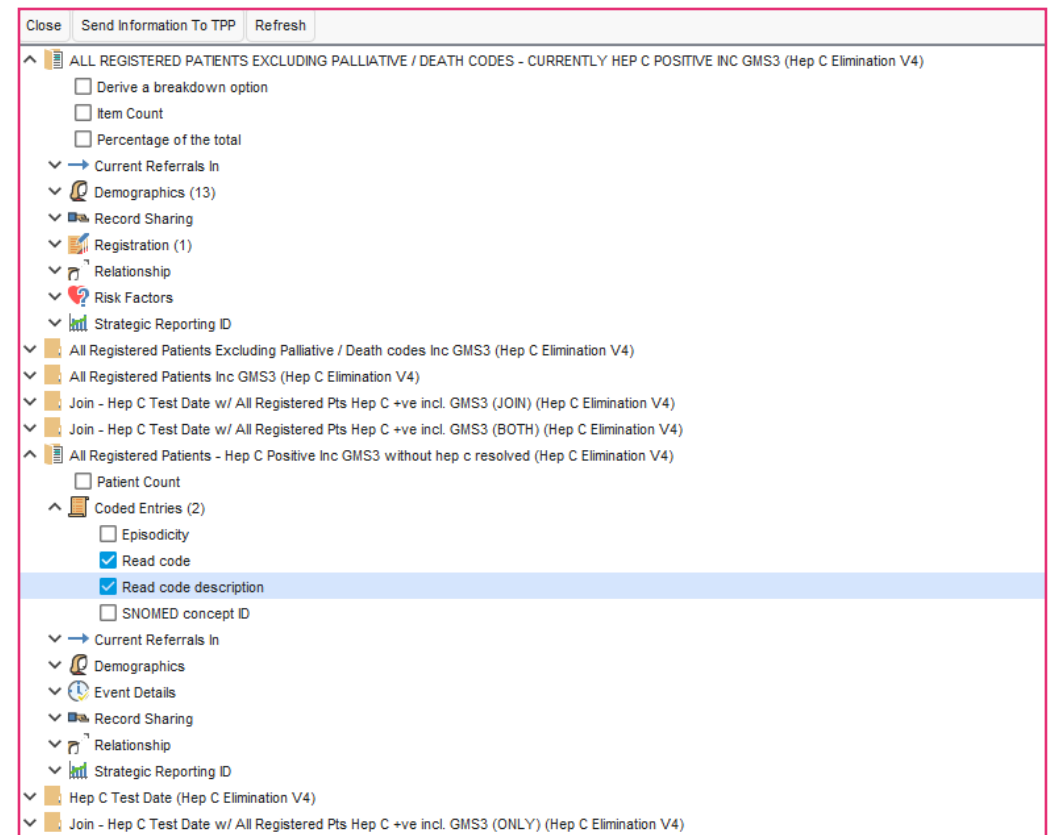 Close Send Information To TPP Refresh
ALL REGISTERED PATIENTS EXCLUDING PALLIATIVE / DEATH CODES - CURRENTLY HEP C POSITIVE INC GMS3 (Hep C Elimination V4)
Derive a breakdown option
Item Count
Percentage of the total
Current Referrals In
Demographics (13)
Record Sharing
Registration (1)
Relationship
Risk Factors
Strategic Reporting ID
All Registered Patients Excluding Palliative / Death codes Inc GMS3 (Hep C Elimination V4)
All Registered Patients Inc GMS3 (Hep C Elimination V4)
Join - Hep C Test Date w/ All Registered Pts Hep C +ve incl. GMS3 (JOIN) (Hep C Elimination V4)
Join - Hep C Test Date w/ All Registered Pts Hep C +ve incl. GMS3 (BOTH) (Hep C Elimination V4)
All Registered Patients - Hep C Positive Inc GMS3 without hep c resolved (Hep C Elimination V4)
Patient Count
Coded Entries (2)
Episodicity
Read code
Read code description
SNOMED concept ID
Current Referrals In
Demographics
Event Details
Record Sharing
Relationship
Strategic Reporting ID
Hep C Test Date (Hep C Elimination V4)
Join - Hep C Test Date w/ All Registered Pts Hep C +ve incl. GMS3 (ONLY) (Hep C Elimination V4)